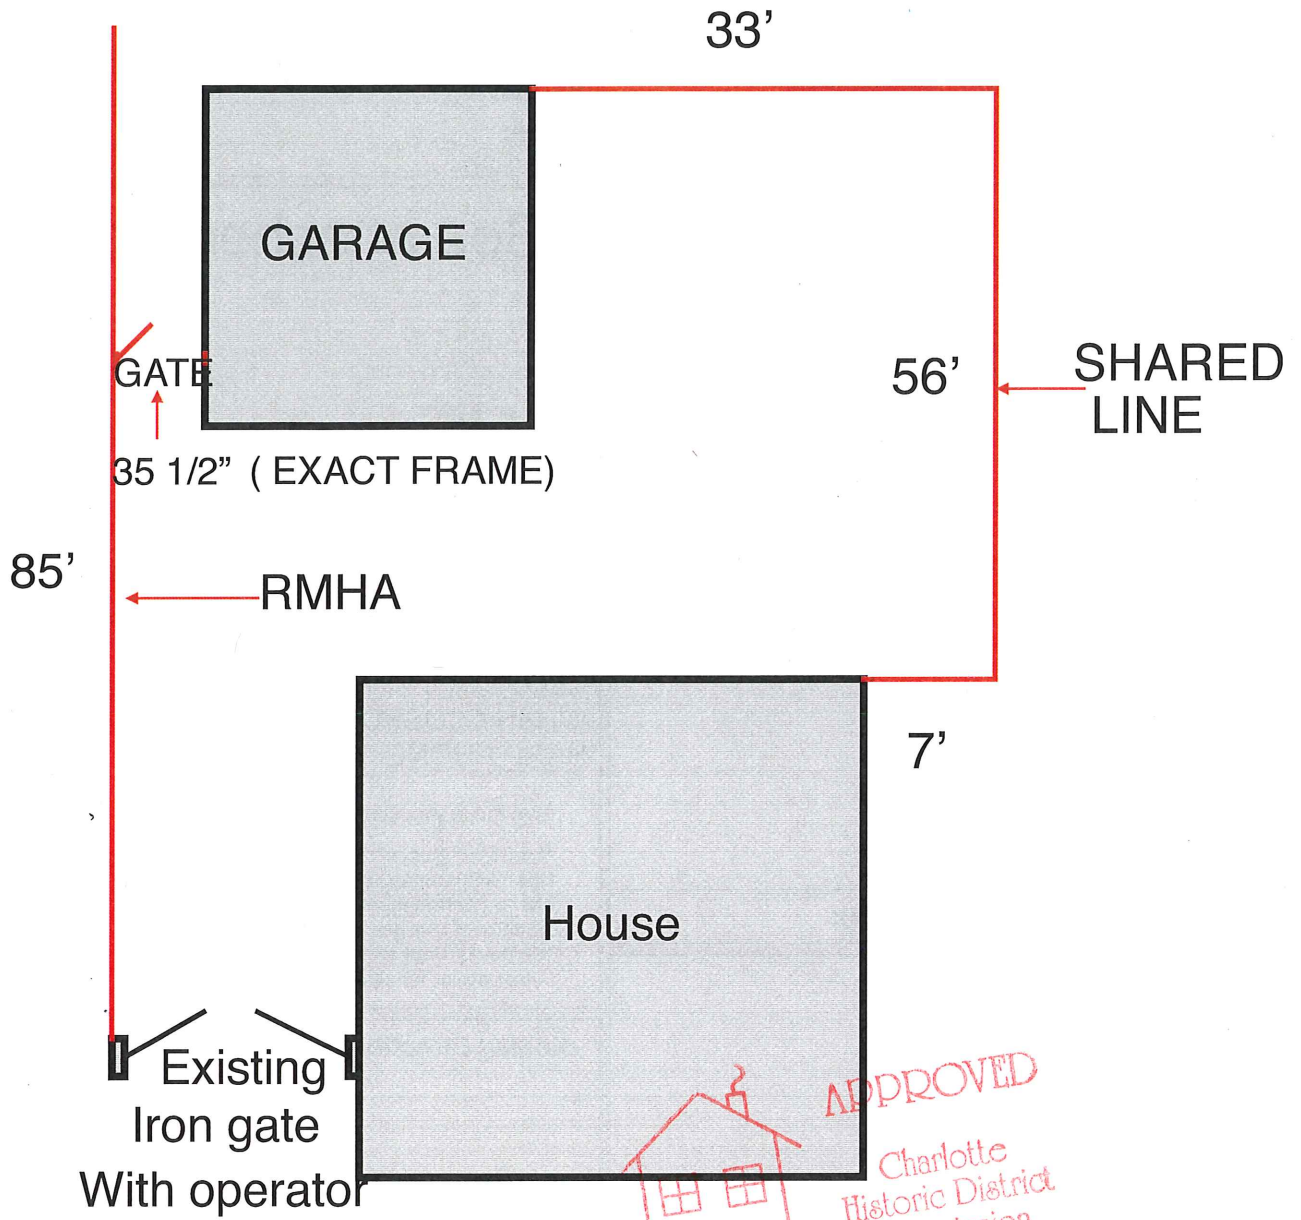 33’
GARAGE
GATE
35 1/2” ( EXACT FRAME)
56’
SHARED
LINE
85’
RMHA
7’
House
Existing
Iron gate
With operator
APPROVED
Charlotte
Historic District